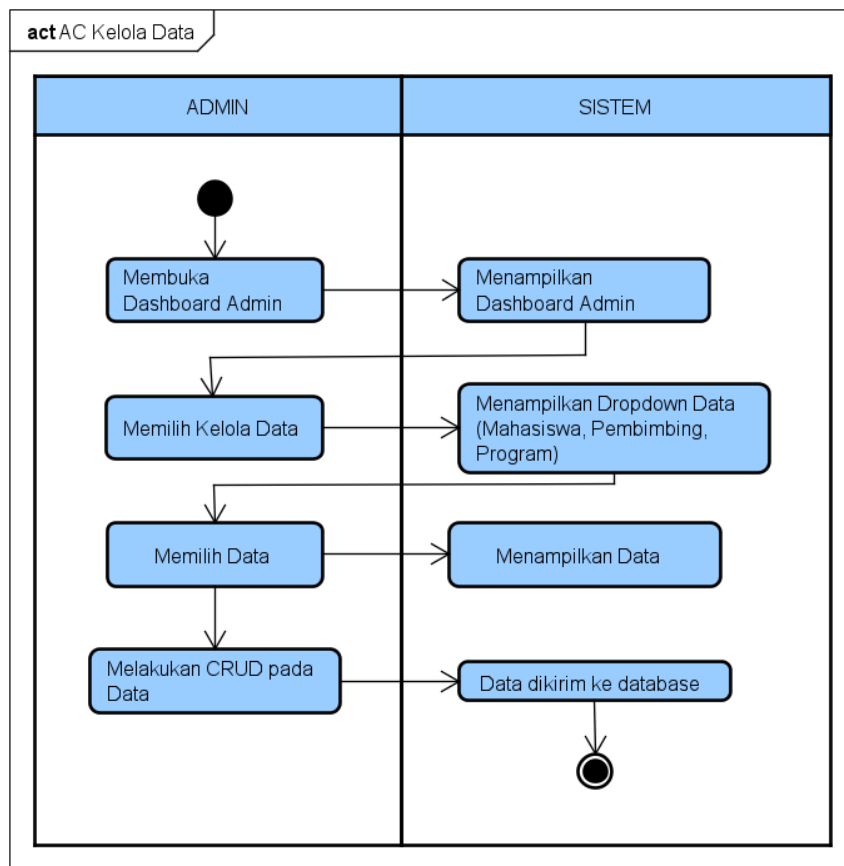 act AC Kelola Data
ADMIN
SISTEM
Membuka
Dashboard Admin
Menampilkan
Dashboard Admin
Memilih Kelola Data
Menampilkan Dropdown Data
(Mahasiswa, Pembimbing,
Program)
Memilih Data
Menampilkan Data
Melakukan CRUD pada
Data
Data dikirim ke database